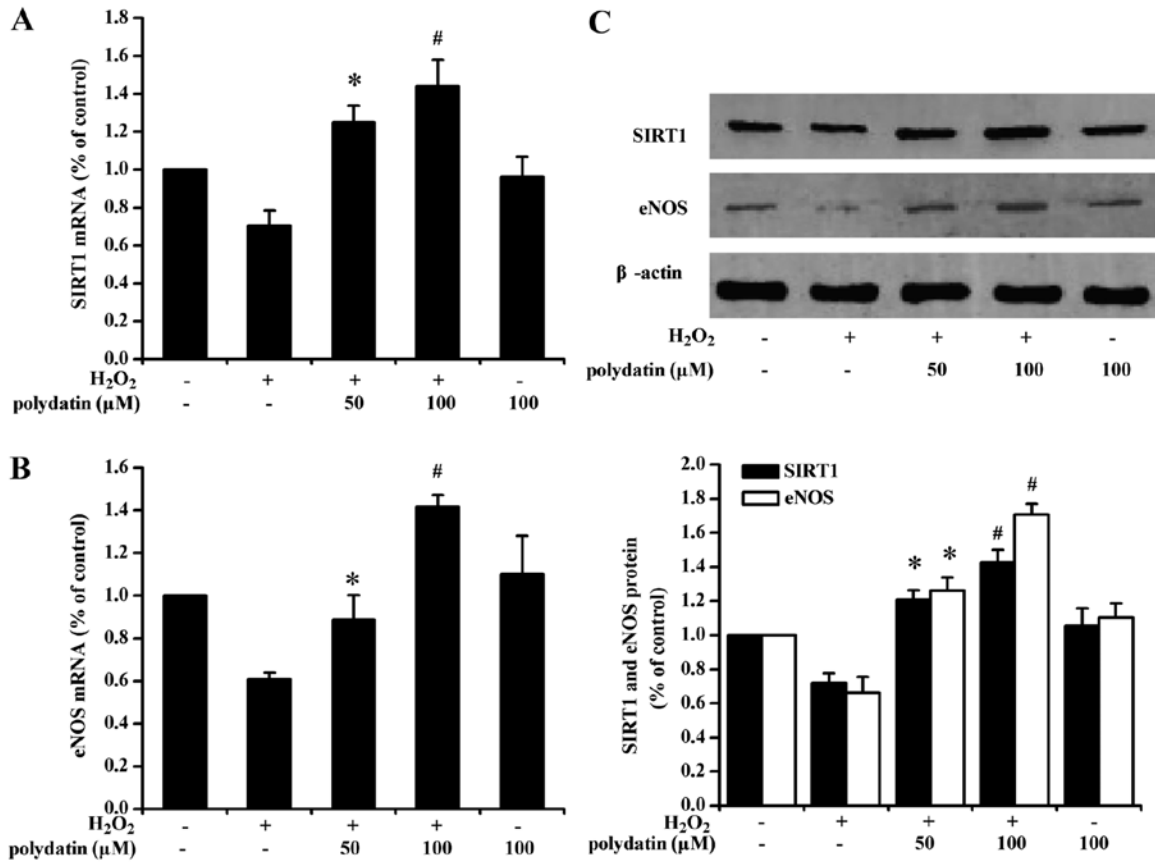 A
SIRT1 mRNA (% of control)
1.8
1.6
1.4
1.2
1.0
0.8
0.6
0.4
0.2
0.0
* #
H₂O₂ - + + + -
polydatin (µM) - - 50 100 100
C
SIRT1
eNOS
β -actin
H₂O₂ - + + + -
polydatin (µM) - - 50 100 100
B
eNOS mRNA (% of control)
1.6
1.4
1.2
1.0
0.8
0.6
0.4
0.2
0.0
* #
H₂O₂ - + + + -
polydatin (µM) - - 50 100 100
SIRT1 and eNOS protein
(% of control)
2.0
1.8
1.6
1.4
1.2
1.0
0.8
0.6
0.4
0.2
0.0
SIRT1
eNOS
* * # #
H₂O₂ - + + + -
polydatin (µM) - - 50 100 100